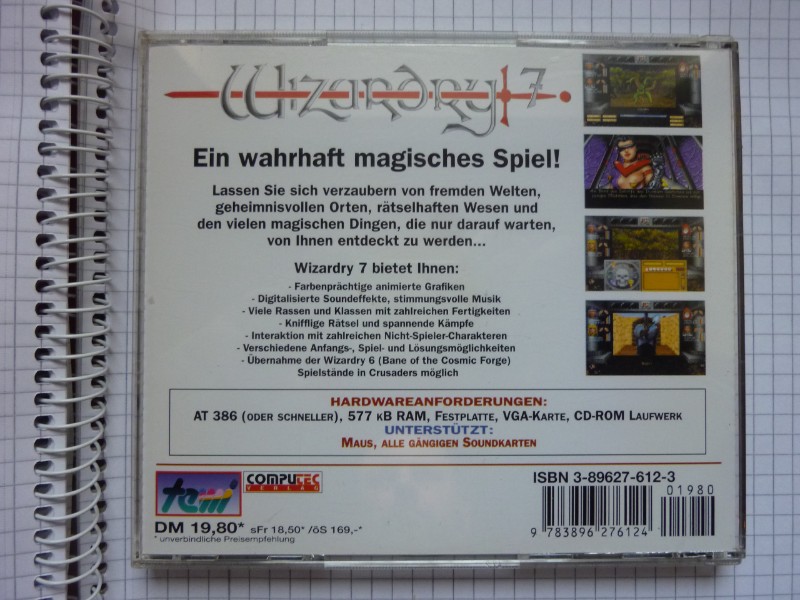 Wizardry 7
Ein wahrhaft magisches Spiel!
Lassen Sie sich verzaubern von fremden Welten,
geheimnisvollen Orten, rätselhaften Wesen und
den vielen magischen Dingen, die nur darauf warten,
von Ihnen entdeckt zu werden...
Wizardry 7 bietet Ihnen:
- Farbenprächtige animierte Grafiken
- Digitalisierte Soundeffekte, stimmungsvolle Musik
- Viele Rassen und Klassen mit zahlreichen Fertigkeiten
- Knifflige Rätsel und spannende Kämpfe
- Interaktion mit zahlreichen Nicht-Spieler-Charakteren
- Verschiedene Anfangs-, Spiel- und Lösungsmöglichkeiten
- Übernahme der Wizardry 6 (Bane of the Cosmic Forge)
Spielstände in Crusaders möglich
HARDWAREANFORDERUNGEN:
AT 386 (ODER SCHNELLER), 577 KB RAM, FESTPLATTE, VGA-KARTE, CD-ROM LAUFWERK
UNTERSTÜTZT:
MAUS, ALLE GÄNGIGEN SOUNDKARTEN
temi
COMPUTEC
VERLAG
DM 19,80* sFr 18,50* /öS 169,-*
* unverbindliche Preisempfehlung
ISBN 3-89627-612-3
01980
9 783896 276124